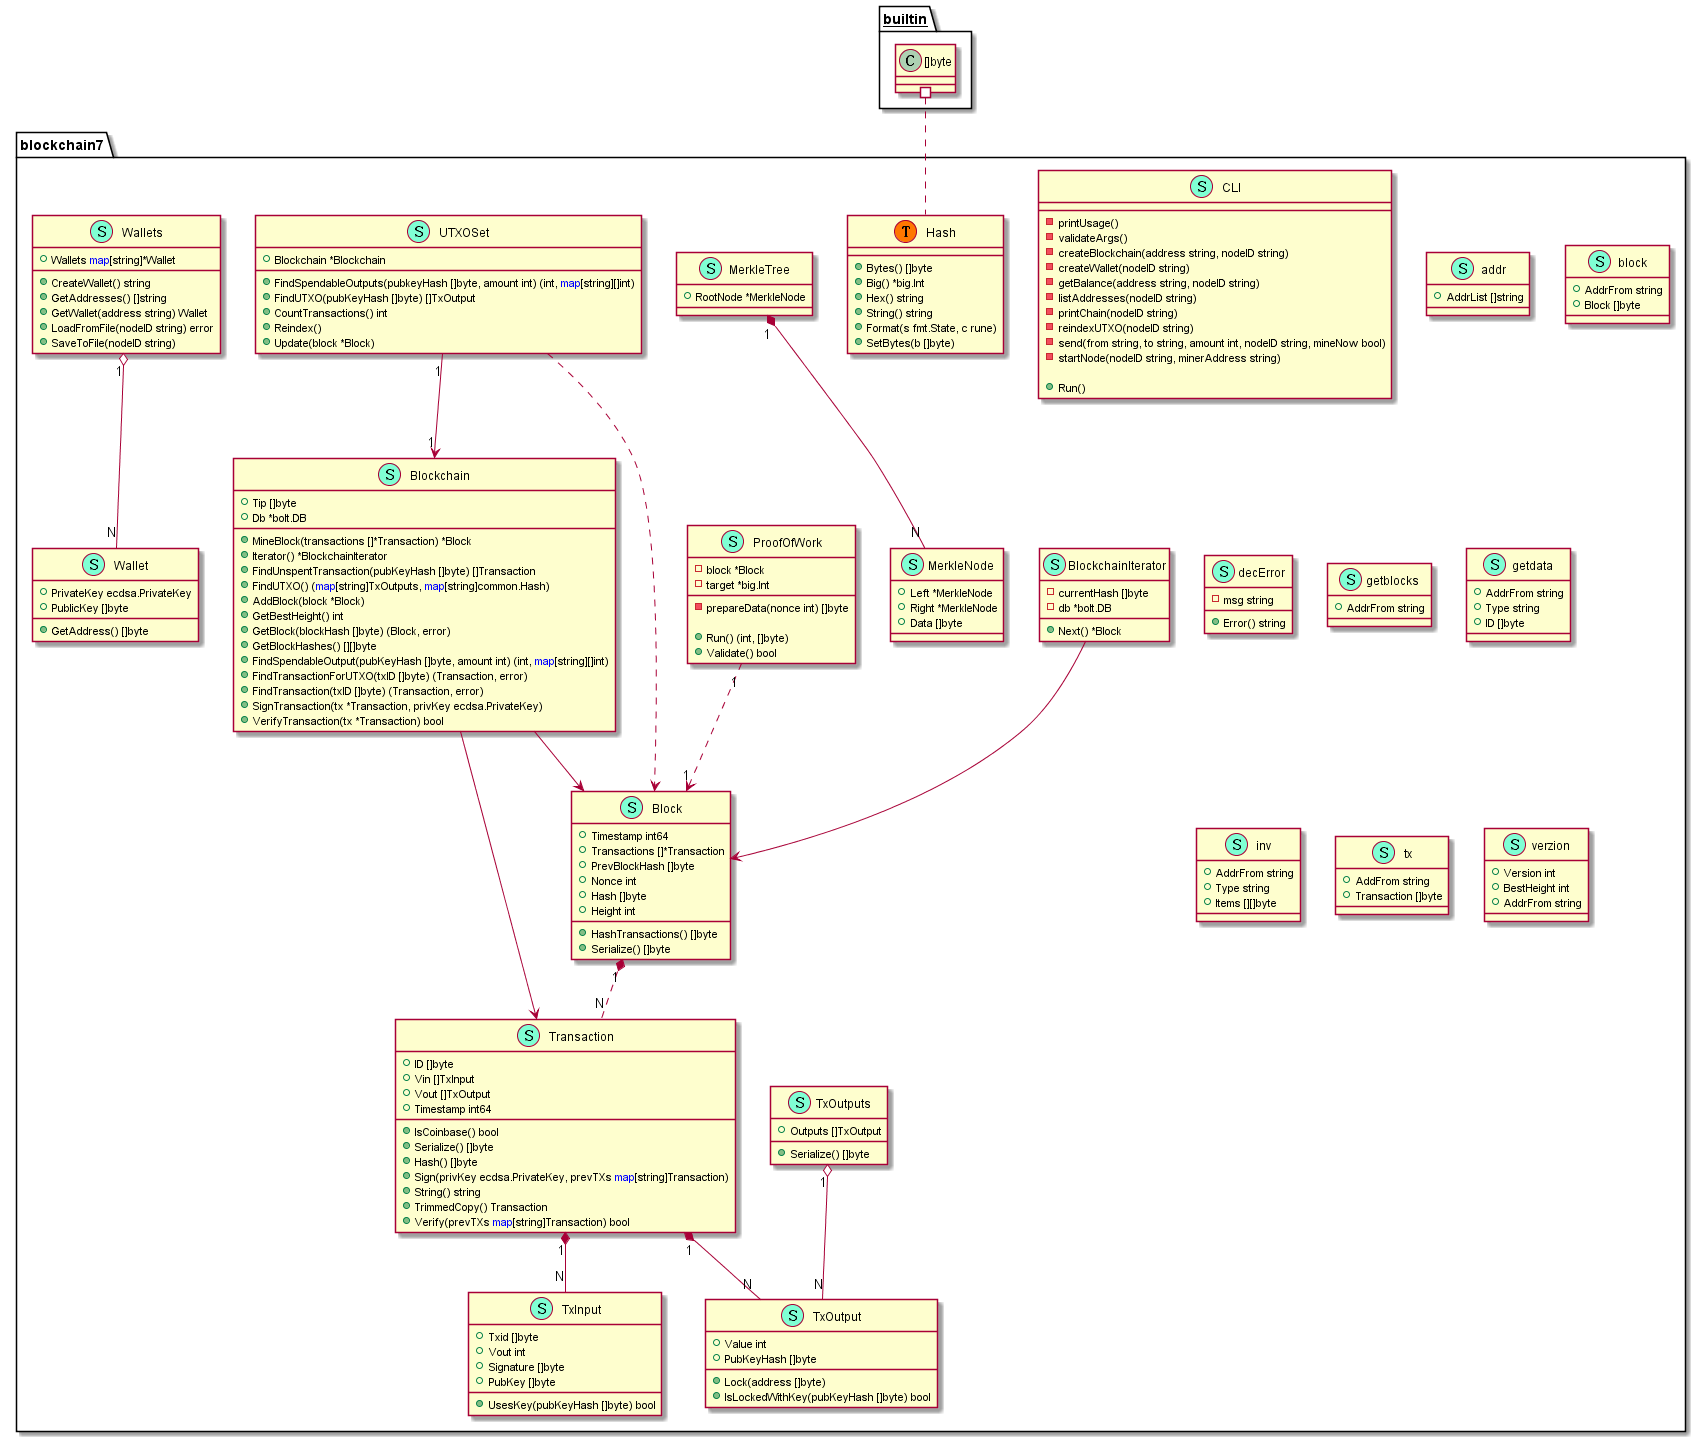 builtin
C []byte
blockchain7
S Wallets
Wallets map[string]*Wallet
CreateWallet() string
GetAddresses() []string
GetWallet(address string) Wallet
LoadFromFile(nodeID string) error
SaveToFile(nodeID string)
1
N
S UTXOSet
Blockchain *Blockchain
FindSpendableOutputs(pubkeyHash []byte, amount int) (int, map[string][]int)
FindUTXO(pubKeyHash []byte) []TxOutput
CountTransactions() int
Reindex()
Update(block *Block)
1
1
S MerkleTree
RootNode *MerkleNode
1
N
T Hash
Bytes() []byte
Big() *big.Int
Hex() string
String() string
Format(s fmt.State, c rune)
SetBytes(b []byte)
S CLI
printUsage()
validateArgs()
createBlockchain(address string, nodeID string)
createWallet(nodeID string)
getBalance(address string, nodeID string)
listAddresses(nodeID string)
printChain(nodeID string)
reindexUTXO(nodeID string)
send(from string, to string, amount int, nodeID string, mineNow bool)
startNode(nodeID string, minerAddress string)
Run()
S addr
AddrList []string
S block
AddrFrom string
Block []byte
S Wallet
PrivateKey ecdsa.PrivateKey
PublicKey []byte
GetAddress() []byte
S Blockchain
Tip []byte
Db *bolt.DB
MineBlock(transactions []*Transaction) *Block
Iterator() *BlockchainIterator
FindUnspentTransaction(pubKeyHash []byte) []Transaction
FindUTXO() (map[string]TxOutputs, map[string]common.Hash)
AddBlock(block *Block)
GetBestHeight() int
GetBlock(blockHash []byte) (Block, error)
GetBlockHashes() [][]byte
FindSpendableOutput(pubKeyHash []byte, amount int) (int, map[string][]int)
FindTransactionForUTXO(txID []byte) (Transaction, error)
FindTransaction(txID []byte) (Transaction, error)
SignTransaction(tx *Transaction, privKey ecdsa.PrivateKey)
VerifyTransaction(tx *Transaction) bool
S ProofOfWork
block *Block
target *big.Int
prepareData(nonce int) []byte
Run() (int, []byte)
Validate() bool
1
1
S MerkleNode
Left *MerkleNode
Right *MerkleNode
Data []byte
S BlockchainIterator
currentHash []byte
db *bolt.DB
Next() *Block
S decError
msg string
Error() string
S getblocks
AddrFrom string
S getdata
AddrFrom string
Type string
ID []byte
S Block
Timestamp int64
Transactions []*Transaction
PrevBlockHash []byte
Nonce int
Hash []byte
Height int
HashTransactions() []byte
Serialize() []byte
1
N
S inv
AddrFrom string
Type string
Items [][]byte
S tx
AddFrom string
Transaction []byte
S verzion
Version int
BestHeight int
AddrFrom string
S Transaction
ID []byte
Vin []TxInput
Vout []TxOutput
Timestamp int64
IsCoinbase() bool
Serialize() []byte
Hash() []byte
Sign(privKey ecdsa.PrivateKey, prevTXs map[string]Transaction)
String() string
TrimmedCopy() Transaction
Verify(prevTXs map[string]Transaction) bool
1
N
1
N
S TxOutputs
Outputs []TxOutput
Serialize() []byte
1
N
S TxInput
Txid []byte
Vout int
Signature []byte
PubKey []byte
UsesKey(pubKeyHash []byte) bool
S TxOutput
Value int
PubKeyHash []byte
Lock(address []byte)
IsLockedWithKey(pubKeyHash []byte) bool